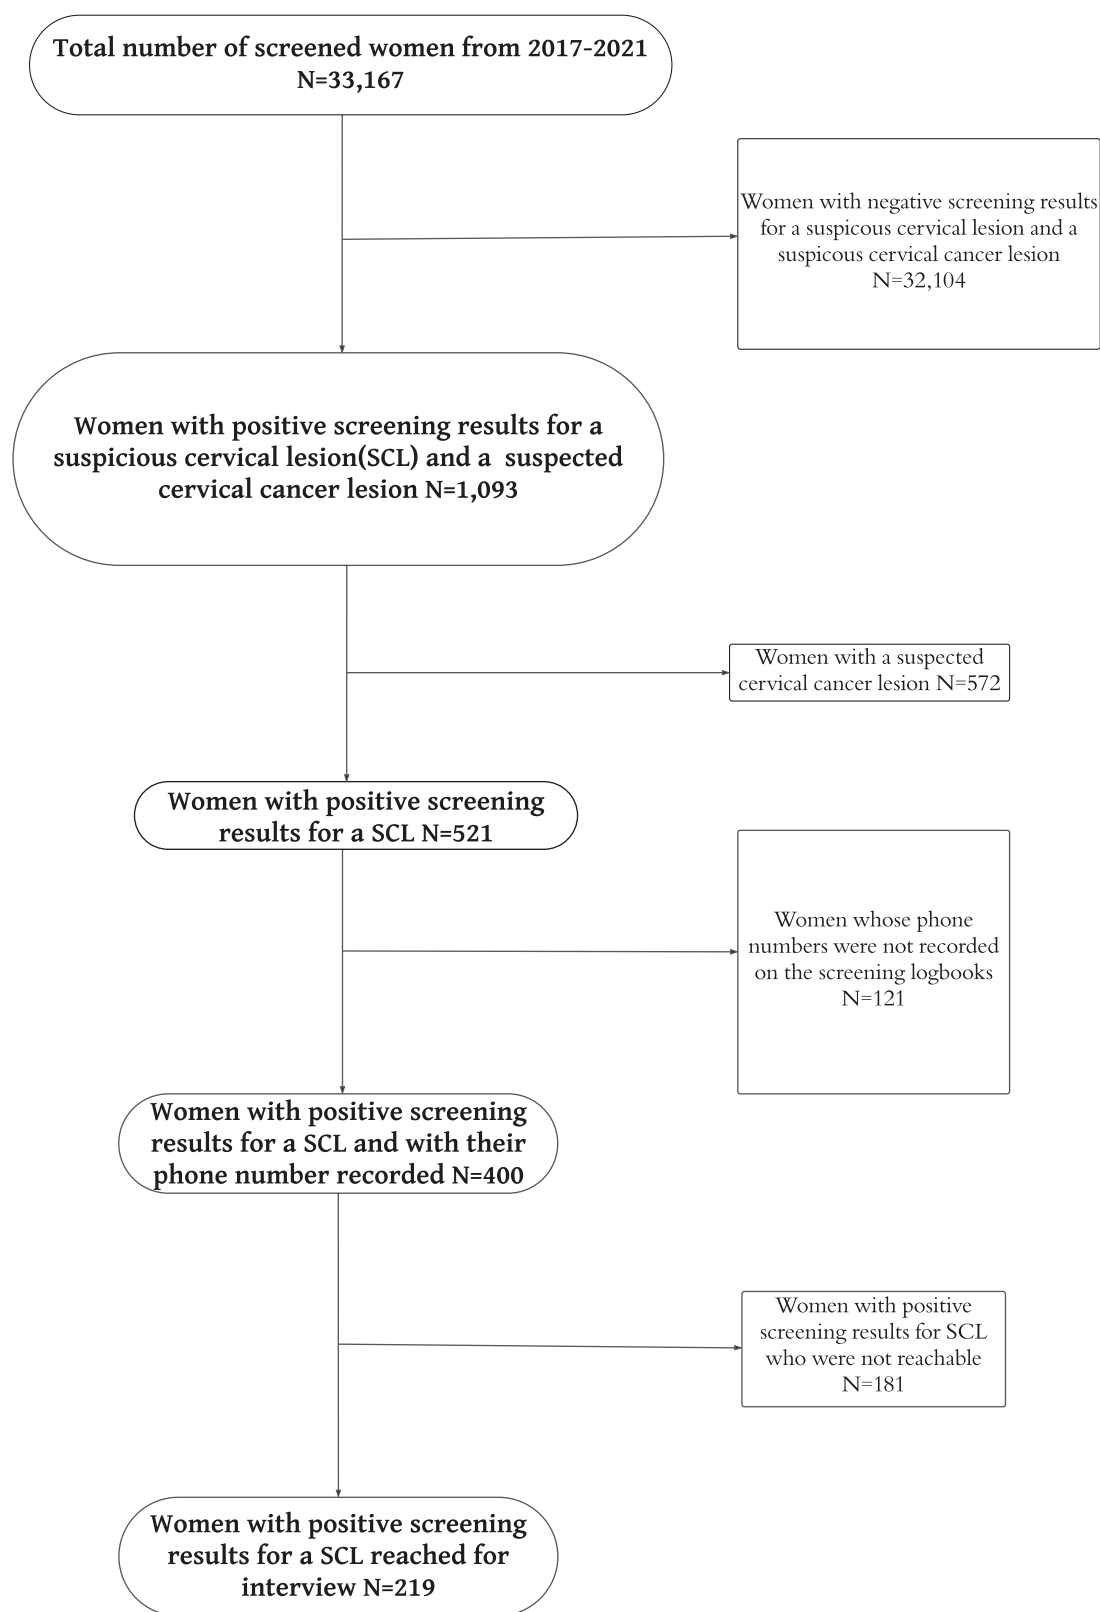 Total number of screened women from 2017-2021
N=33,167
Women with negative screening results
for a suspicous cervical lesion and a
suspicous cervical cancer lesion
N=32,104
Women with positive screening results for a
suspicious cervical lesion(SCL) and a suspected
cervical cancer lesion N=1,093
Women with a suspected
cervical cancer lesion N=572
Women with positive screening
results for a SCL N=521
Women whose phone
numbers were not recorded
on the screening logbooks
N=121
Women with positive screening
results for a SCL and with their
phone number recorded N=400
Women with positive
screening results for SCL
who were not reachable
N=181
Women with positive screening
results for a SCL reached for
interview N=219